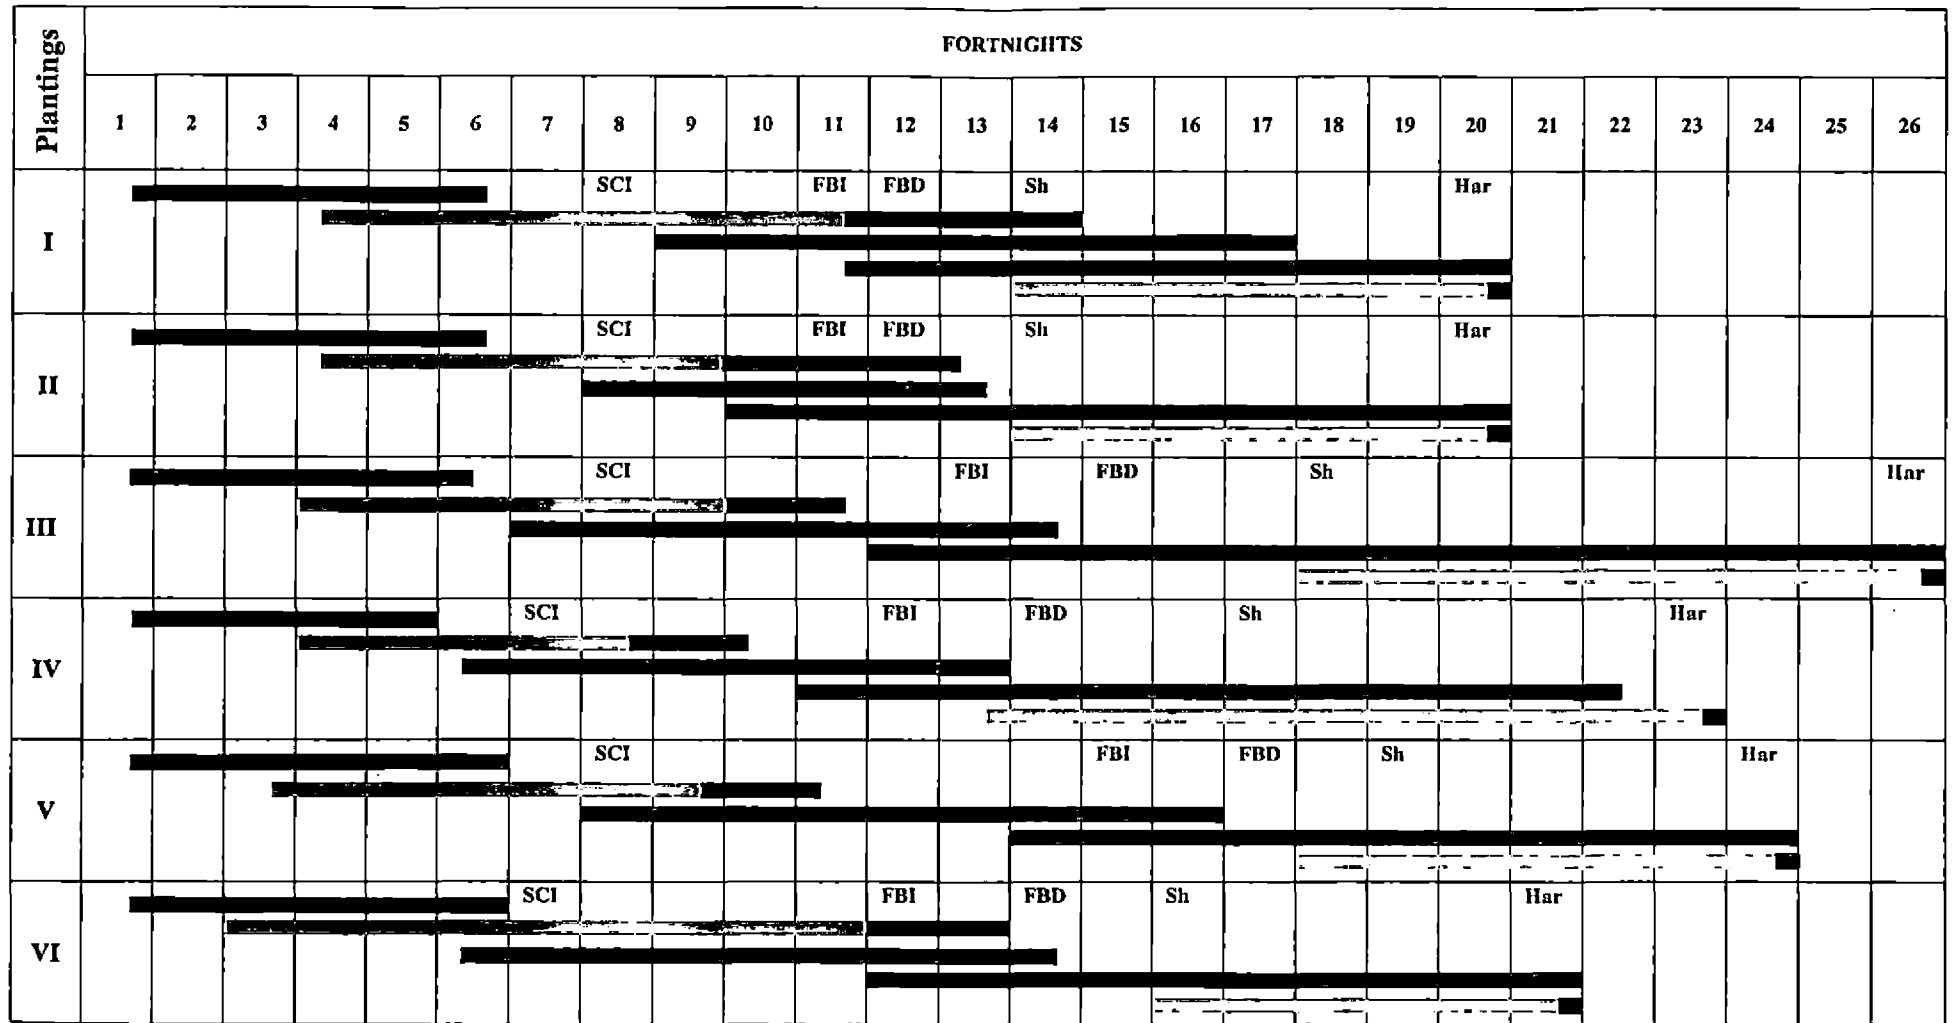 Plantings
FORTNIGHTS
1 2 3 4 5 6 7 8 9 10 11 12 13 14 15 16 17 18 19 20 21 22 23 24 25 26
I SCI FBI FBD Sh Har
II SCI FBI FBD Sh Har
III SCI FBI FBD Sh Har
IV SCI FBI FBD Sh Har
V SCI FBI FBD Sh Har
VI SCI FBI FBD Sh Har